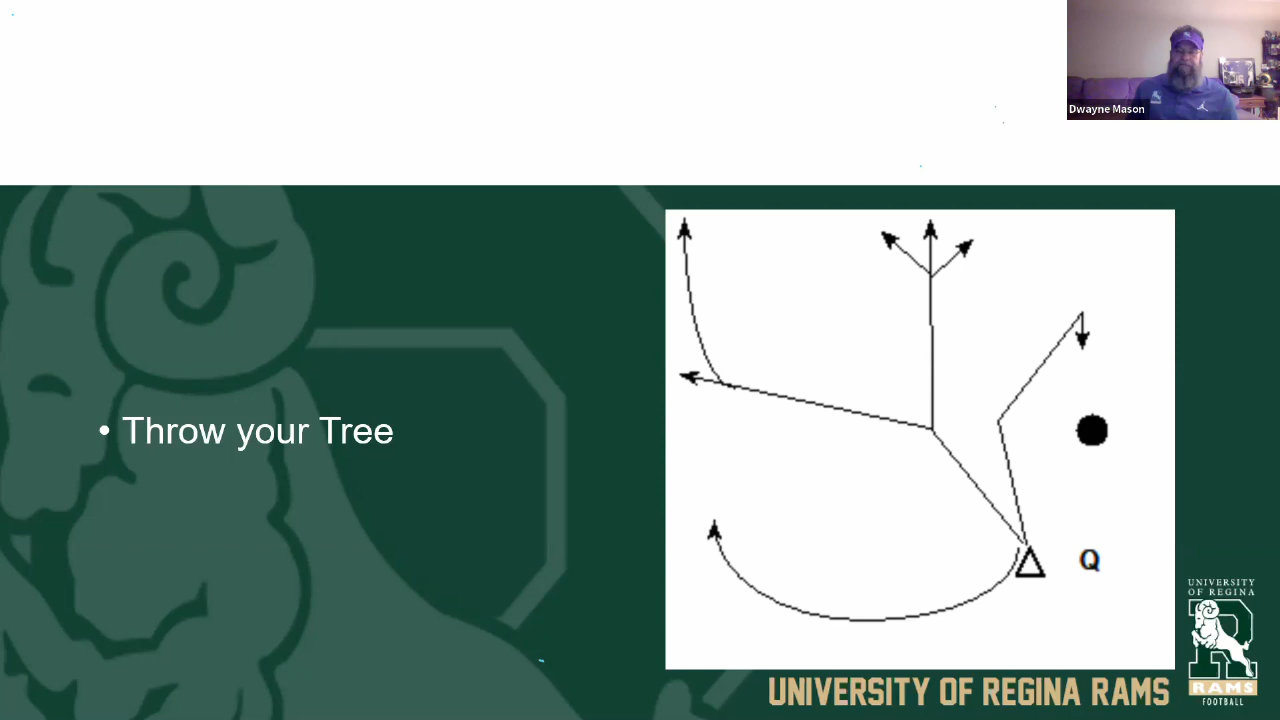 Dwayne Mason
• Throw your Tree
Q
UNIVERSITY
OF REGINA
RAMS
FOOTBALL
UNIVERSITY OF REGINA RAMS